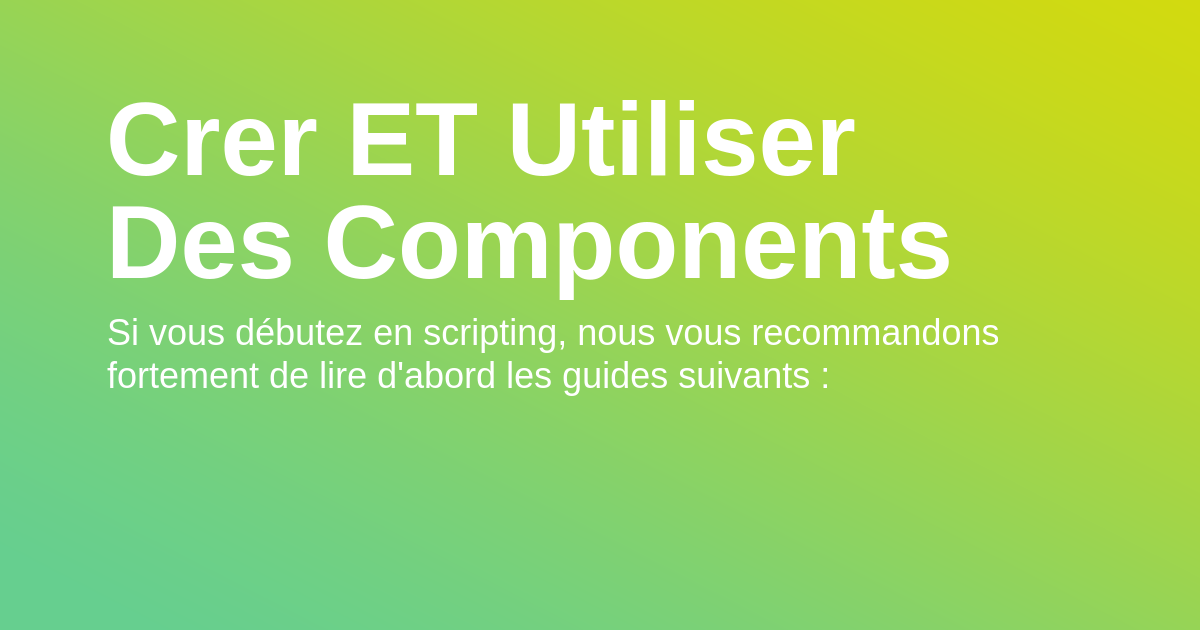 Crer ET Utiliser
Des Components
Si vous débutez en scripting, nous vous recommandons
fortement de lire d'abord les guides suivants :